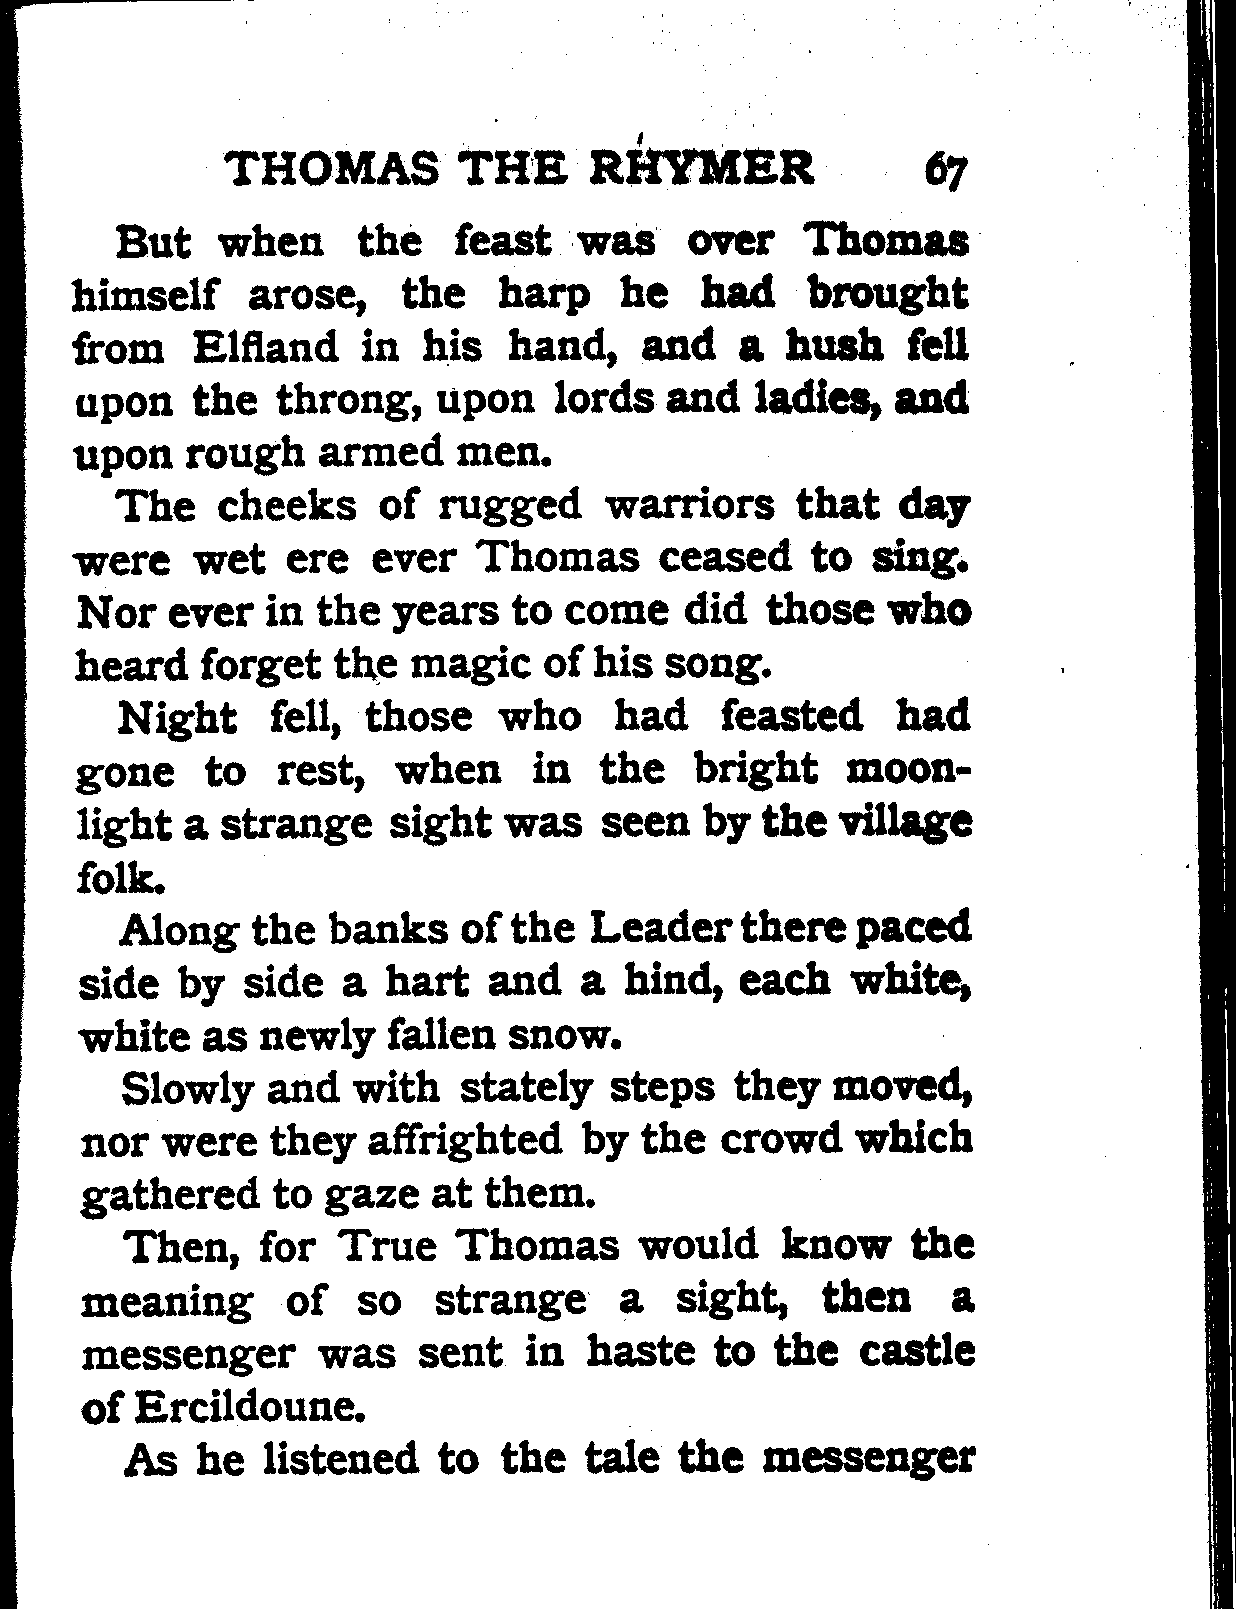 THOMAS THE RHYMER 67
But when the feast was over Thomas
himself arose, the harp he had brought
from Elfland in his hand, and a hush fell
upon the throng, upon lords and ladies, and
upon rough armed men.
The cheeks of rugged warriors that day
were wet ere ever Thomas ceased to sing.
Nor ever in the years to come did those who
heard forget the magic of his song.
Night fell, those who had feasted had
gone to rest, when in the bright moon-
light a strange sight was seen by the village
folk.
Along the banks of the Leader there paced
side by side a hart and a hind, each white,
white as newly fallen snow.
Slowly and with stately steps they moved,
nor were they affrighted by the crowd which
gathered to gaze at them.
Then, for True Thomas would know the
meaning of so strange a sight, then a
messenger was sent in haste to the castle
of Ercildoune.
As he listened to the tale the messenger